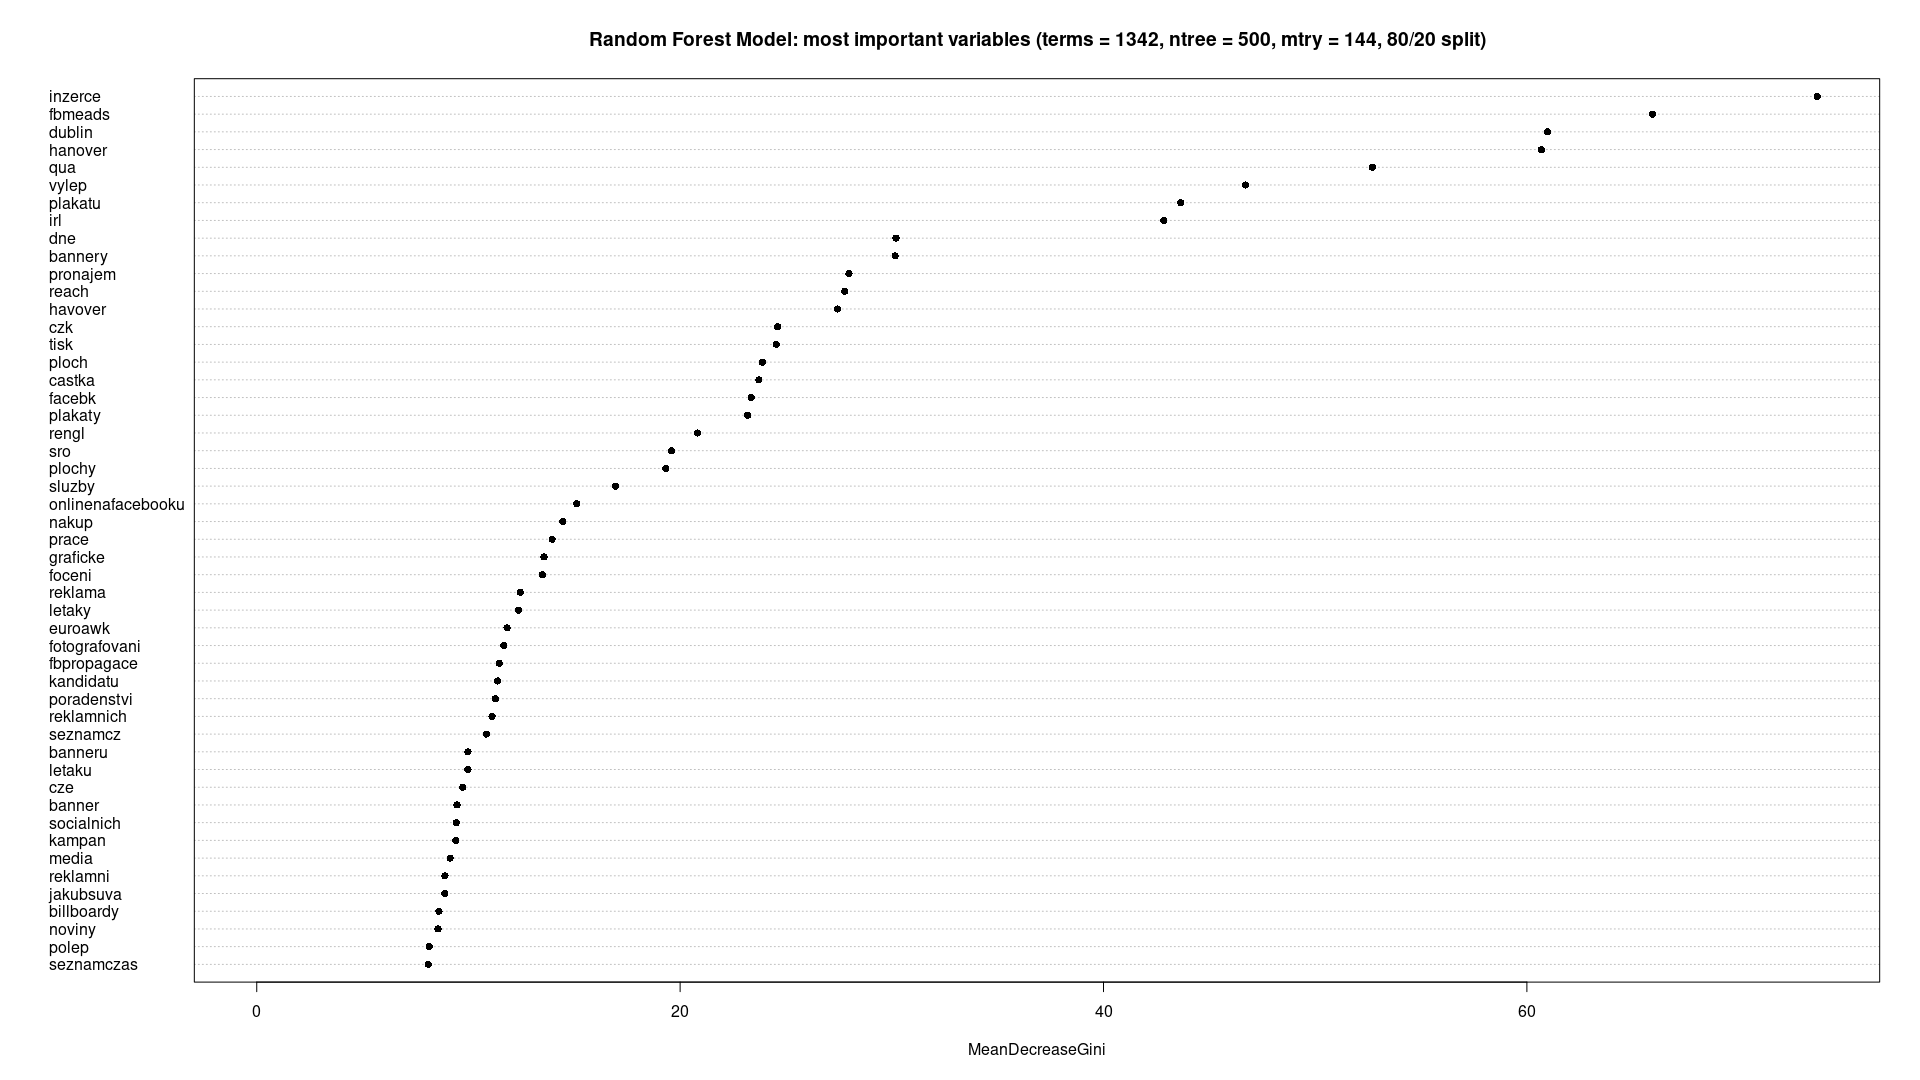 Random Forest Model: most important variables (terms = 1342, ntree = 500, mtry = 144, 80/20 split)
inzerce
fbmeads
dublin
hanover
qua
vylep
plakatu
irl
dne
bannery
pronajem
reach
havover
czk
tisk
ploch
castka
facebk
plakaty
rengl
sro
plochy
sluzby
onlinenafacebooku
nakup
prace
graficke
foceni
reklama
letaky
euroawk
fotografovani
fbpropagace
kandidatu
poradenstvi
reklamnich
seznamcz
banneru
letaku
cze
banner
socialnich
kampan
media
reklamni
jakubsuva
billboardy
noviny
polep
seznamczas
0 20 40 60
MeanDecreaseGini